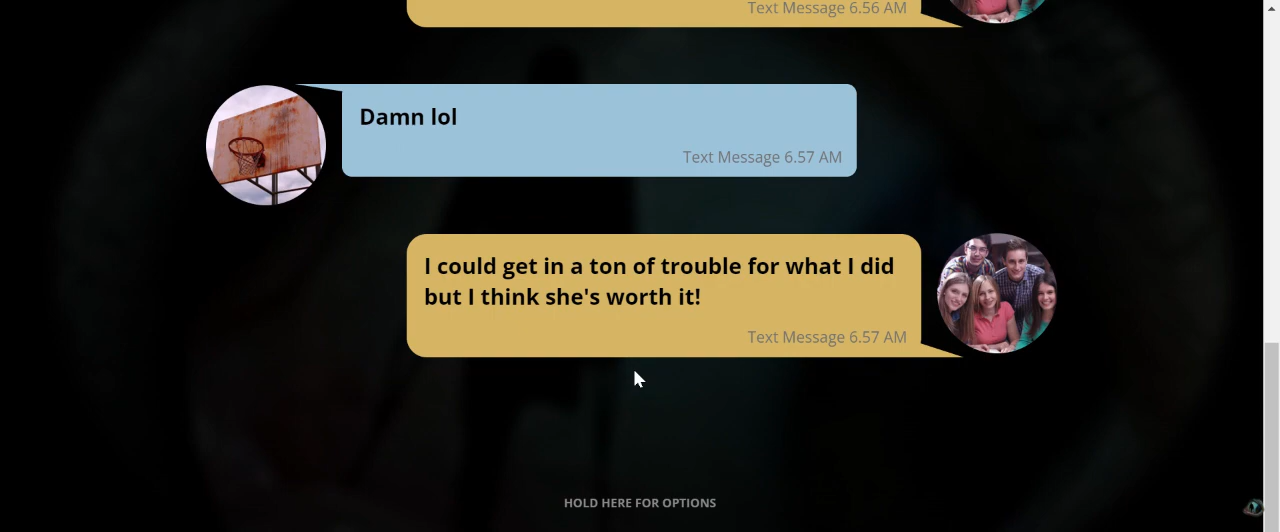 Text Message 6.56 AM
Damn lol
Text Message 6.57 AM
I could get in a ton of trouble for what I did
but I think she's worth it!
Text Message 6.57 AM
HOLD HERE FOR OPTIONS